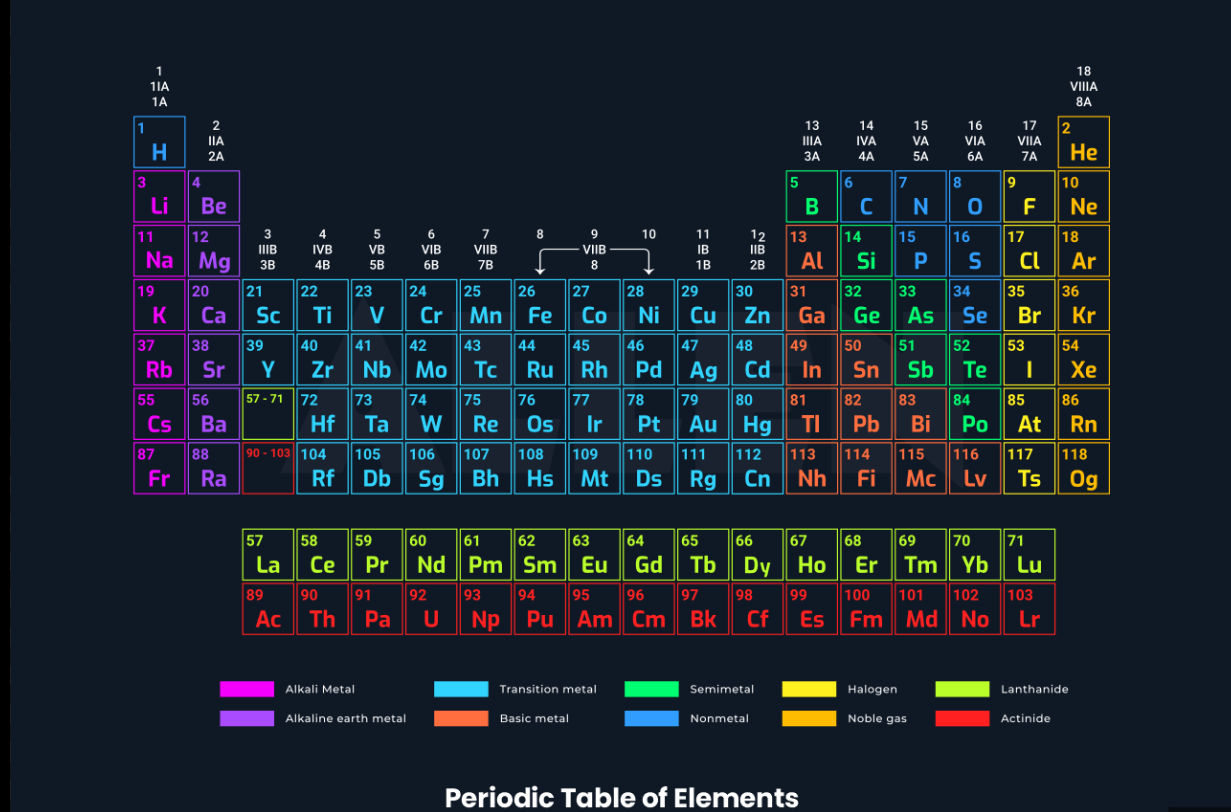 1 18
1IA VIIIA
1A 8A
1 2 13 14 15 16 17 2
H IIA IIIA IVA VA VIA VIIA He
2A 3A 4A 5A 6A 7A
3 4 5 6 7 8 9 10
Li Be B C N O F Ne
11 12 3 4 5 6 7 8 9 10 11 12 13 14 15 16 17 18
Na Mg IIIB IVB VB VIB VIIB VIIB IB IIB Al Si P S Cl Ar
3B 4B 5B 6B 7B 8 1B 2B
19 20 21 22 23 24 25 26 27 28 29 30 31 32 33 34 35 36
K Ca Sc Ti V Cr Mn Fe Co Ni Cu Zn Ga Ge As Se Br Kr
37 38 39 40 41 42 43 44 45 46 47 48 49 50 51 52 53 54
Rb Sr Y Zr Nb Mo Tc Ru Rh Pd Ag Cd In Sn Sb Te I Xe
55 56 57 - 71 72 73 74 75 76 77 78 79 80 81 82 83 84 85 86
Cs Ba Hf Ta W Re Os Ir Pt Au Hg Tl Pb Bi Po At Rn
87 88 90 - 103 104 105 106 107 108 109 110 111 112 113 114 115 116 117 118
Fr Ra Rf Db Sg Bh Hs Mt Ds Rg Cn Nh Fi Mc Lv Ts Og
57 58 59 60 61 62 63 64 65 66 67 68 69 70 71
La Ce Pr Nd Pm Sm Eu Gd Tb Dy Ho Er Tm Yb Lu
89 90 91 92 93 94 95 96 97 98 99 100 101 102 103
Ac Th Pa U Np Pu Am Cm Bk Cf Es Fm Md No Lr
Alkali Metal Transition metal Semimetal Halogen Lanthanide
Alkaline earth metal Basic metal Nonmetal Noble gas Actinide
Periodic Table of Elements